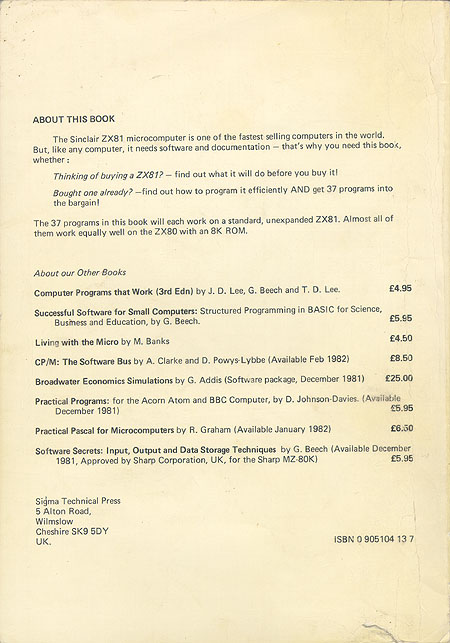 ABOUT THIS BOOK
The Sinclair ZX81 microcomputer is one of the fastest selling computers in the world.
But, like any computer, it needs software and documentation — that's why you need this book,
whether :
Thinking of buying a ZX81? — find out what it will do before you buy it!
Bought one already? —find out how to program it efficiently AND get 37 programs into
the bargain!
The 37 programs in this book will each work on a standard, unexpanded ZX81. Almost all of
them work equally well on the ZX80 with an 8K ROM.
About our Other Books
Computer Programs that Work (3rd Edn) by J. D. Lee, G. Beech and T. D. Lee. £4.95
Successful Software for Small Computers: Structured Programming in BASIC for Science,
Business and Education, by G. Beech. £5.95
Living with the Micro by M. Banks £4.50
CP/M: The Software Bus by A. Clarke and D. Powys-Lybbe (Available Feb 1982) £8.50
Broadwater Economics Simulations by G. Addis (Software package, December 1981) £25.00
Practical Programs: for the Acorn Atom and BBC Computer, by D. Johnson-Davies. (Available
December 1981) £5.95
Practical Pascal for Microcomputers by R. Graham (Available January 1982) £6.50
Software Secrets: Input, Output and Data Storage Techniques by G. Beech (Available December
1981, Approved by Sharp Corporation, UK, for the Sharp MZ-80K) £5.95
Sigma Technical Press
5 Alton Road,
Wilmslow
Cheshire SK9 5DY
UK. ISBN 0 905104 13 7